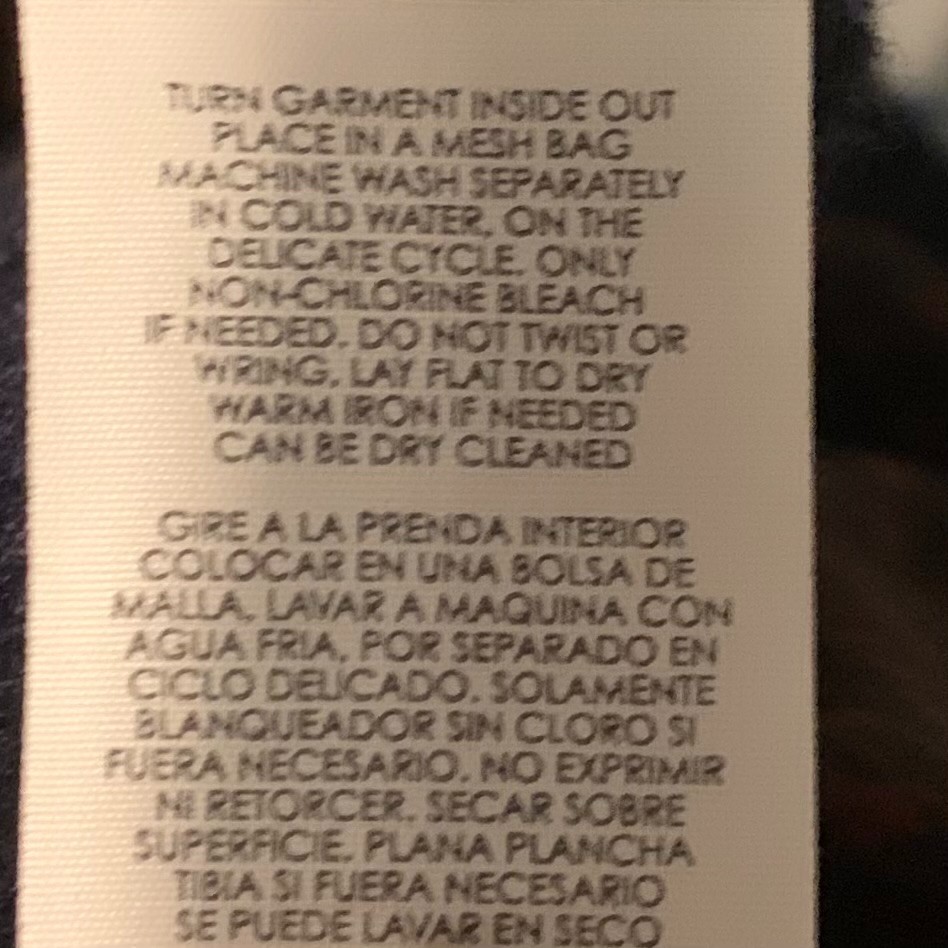 TURN GARMENT INSIDE OUT
PLACE IN A MESH BAG
MACHINE WASH SEPARATELY
IN COLD WATER, ON THE
DELICATE CYCLE. ONLY
NON-CHLORINE BLEACH
IF NEEDED. DO NOT TWIST OR
WRING, LAY FLAT TO DRY
WARM IRON IF NEEDED
CAN BE DRY CLEANED
GIRE A LA PRENDA INTERIOR
COLOCAR EN UNA BOLSA DE
MALLA, LAVAR A MAQUINA CON
AGUA FRIA, POR SEPARADO EN
CICLO DELICADO. SOLAMENTE
BLANQUEADOR SIN CLORO SI
FUERA NECESARIO. NO EXPRIMIR
NI RETORCER. SECAR SOBRE
SUPERFICIE. PLANA PLANCHA
TIBIA SI FUERA NECESARIO
SE PUEDE LAVAR EN SECO